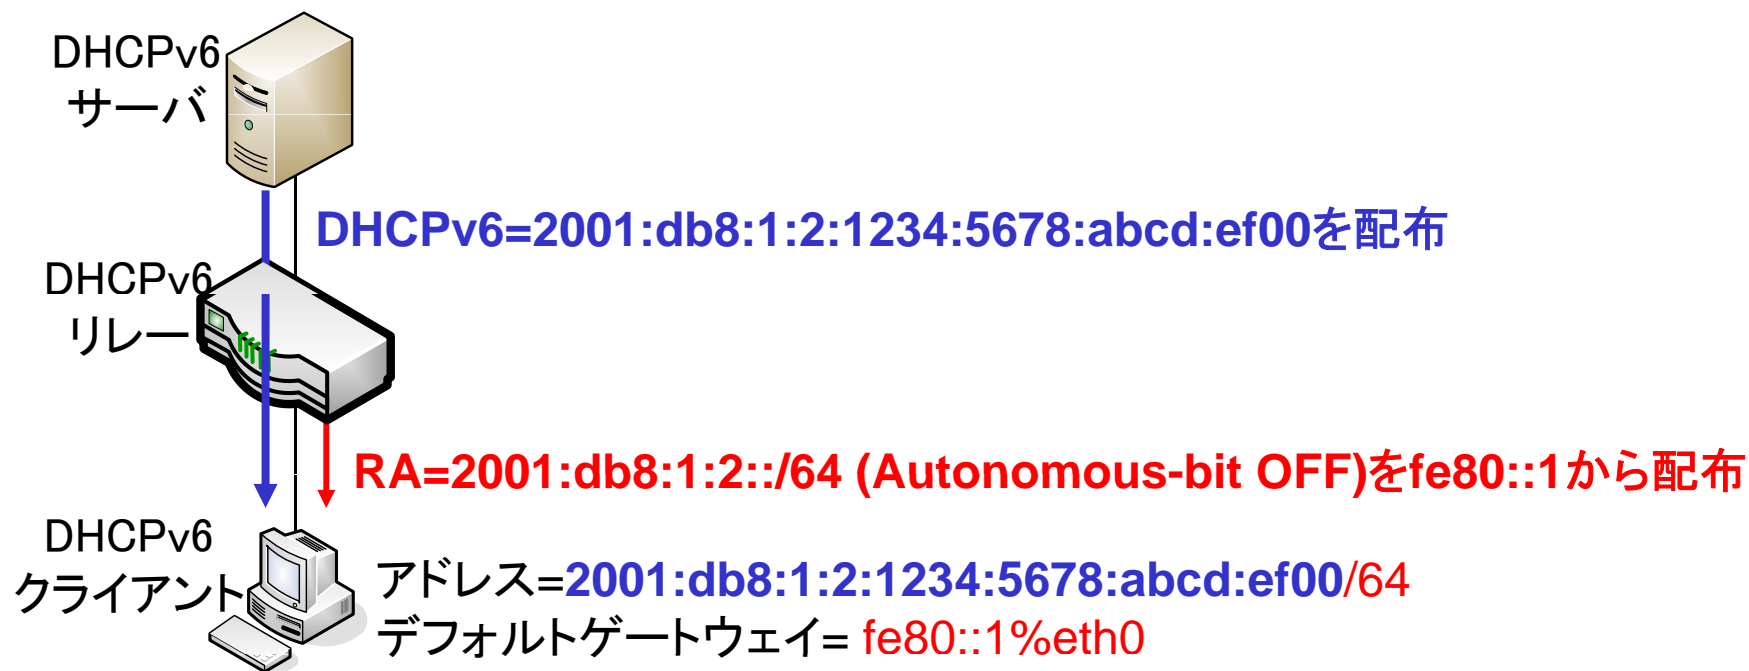 DHCPv6
サーバ
DHCPv6=2001:db8:1:2:1234:5678:abcd:ef00を配布
DHCPv6
リレー
RA=2001:db8:1:2::/64 (Autonomous-bit OFF)をfe80::1から配布
DHCPv6
クライアント
アドレス=2001:db8:1:2:1234:5678:abcd:ef00/64
デフォルトゲートウェイ= fe80::1%eth0